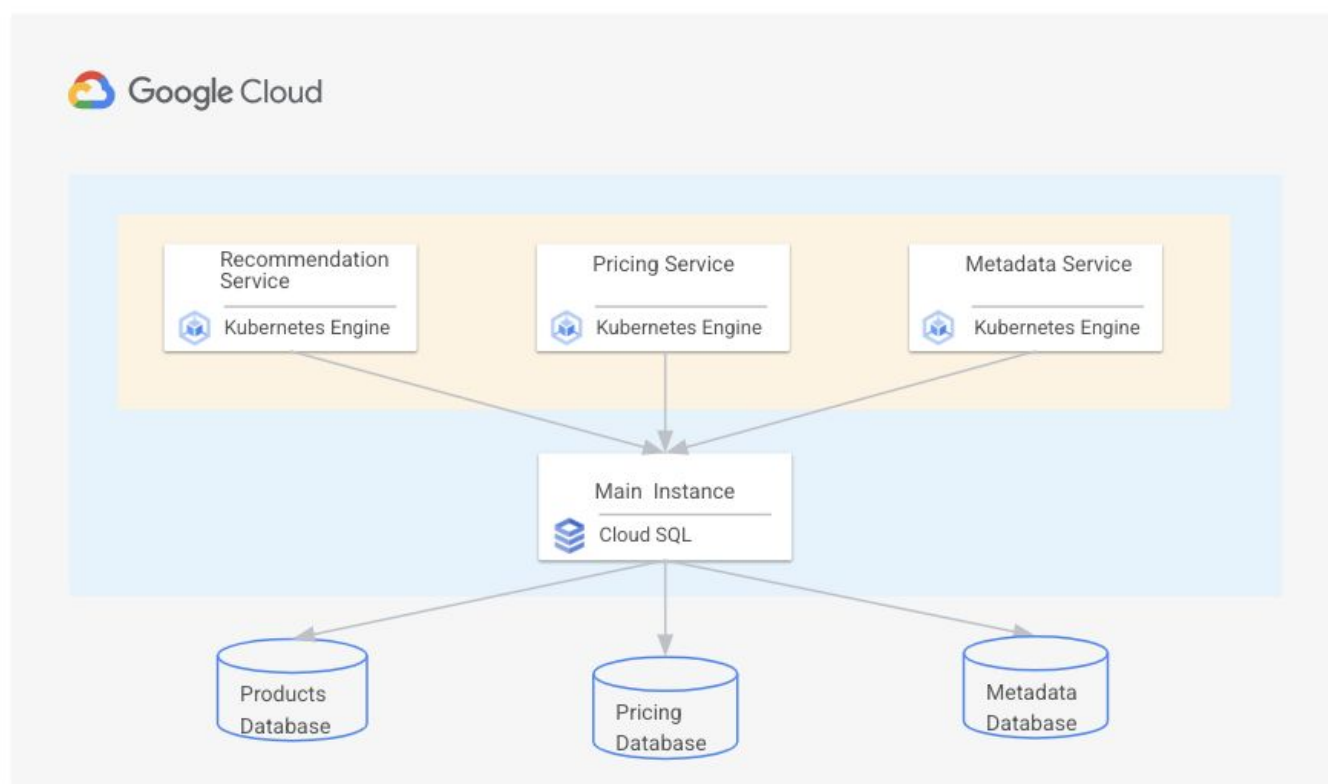 Google Cloud
Recommendation
Service
Kubernetes Engine
Pricing Service
Kubernetes Engine
Metadata Service
Kubernetes Engine
Main Instance
Cloud SQL
Products
Database
Pricing
Database
Metadata
Database